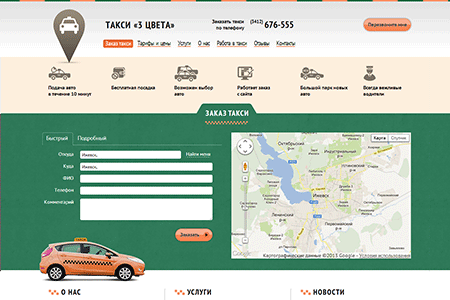 ТАКСИ «3 ЦВЕТА»
Заказать такси
по телефону
(3412) 676-555
Перезвоните мне
Заказ такси
Тарифы и цены
Услуги
О нас
Работа в такси
Отзывы
Контакты
Подача авто
в течение 10 минут
Бесплатная посадка
Возможен выбор
авто
Работает заказ
с сайта
Большой парк новых
авто
Всегда вежливые
водители
ЗАКАЗ ТАКСИ
Быстрый
Подробный
Откуда
Ижевск,
Найти меня
Куда
Ижевск,
ФИО
Телефон
Комментарий
Заказать
Карта
Спутник
Октябрьский
Индустриальный
Ижевск
Ленинский
Первомайский
Картографические данные ©2013 Google - Условия использования
О НАС
УСЛУГИ
НОВОСТИ